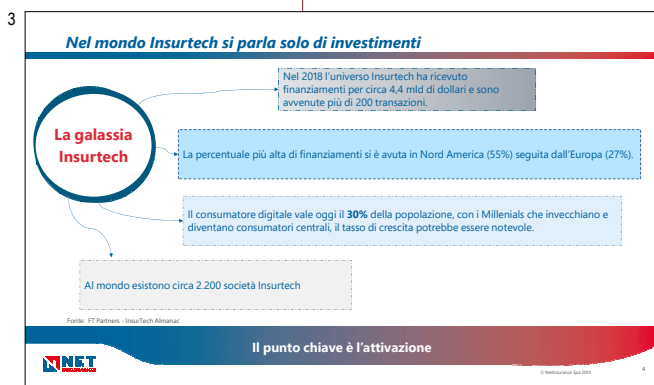 3
Nel mondo Insurtech si parla solo di investimenti
Nel 2018 l'universo Insurtech ha ricevuto
finanziamenti per circa 4,4 mld di dollari e sono
avvenute più di 200 transazioni.
La galassia
Insurtech
La percentuale più alta di finanziamenti si è avuta in Nord America (55%) seguita dall'Europa (27%).
Il consumatore digitale vale oggi il 30% della popolazione, con i Millenials che invecchiano e
diventano consumatori centrali, il tasso di crescita potrebbe essere notevole.
Al mondo esistono circa 2.200 società Insurtech
Fonte: FT Partners - InsurTech Almanac
Il punto chiave è l'attivazione
NET
INSURANCE
© NetInsurance Spa 2019
4